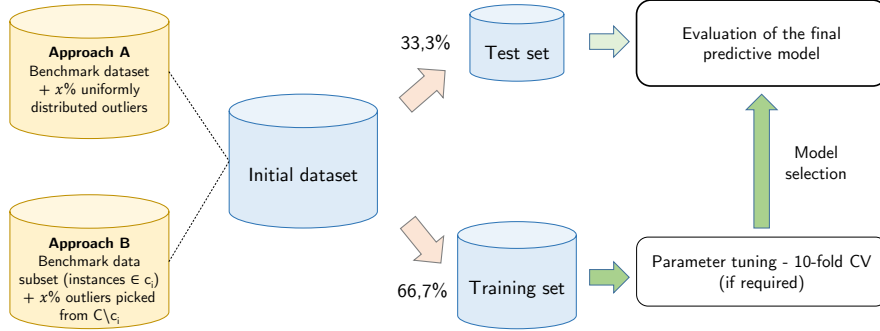 Approach A
Benchmark dataset
+ x% uniformly
distributed outliers
Approach B
Benchmark data
subset (instances ∈ cᵢ)
+ x% outliers picked
from C\cᵢ
Initial dataset
33,3%
66,7%
Test set
Training set
Evaluation of the final
predictive model
Model
selection
Parameter tuning - 10-fold CV
(if required)